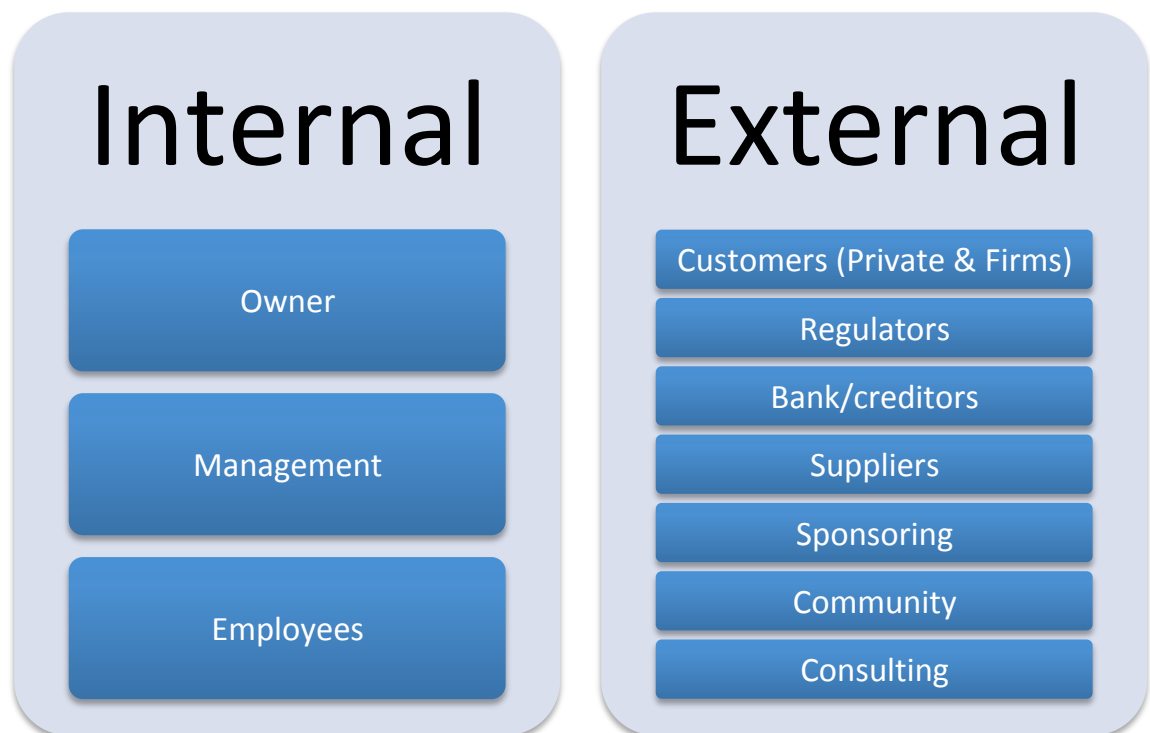 Internal
Owner
Management
Employees
External
Customers (Private & Firms)
Regulators
Bank/creditors
Suppliers
Sponsoring
Community
Consulting